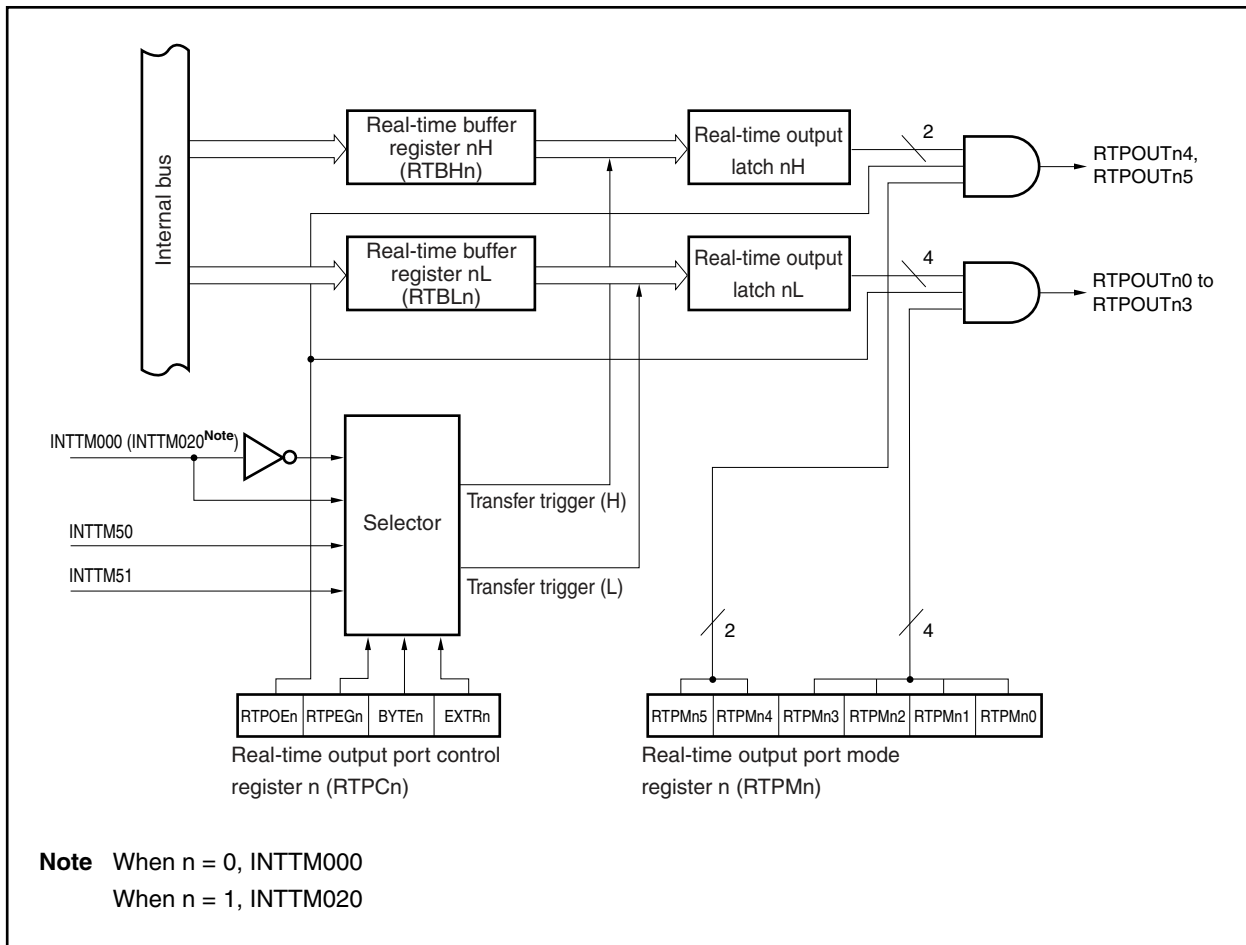 Internal bus
Real-time buffer
register nH
(RTBHn)
Real-time output
latch nH
2
RTPOUTn4,
RTPOUTn5
Real-time buffer
register nL
(RTBLn)
Real-time output
latch nL
4
RTPOUTn0 to
RTPOUTn3
INTTM000 (INTTM020Note)
INTTM50
INTTM51
Selector
Transfer trigger (H)
Transfer trigger (L)
2
4
RTPOEn RTPEGn BYTEn EXTRn
Real-time output port control
register n (RTPCn)
RTPMn5 RTPMn4 RTPMn3 RTPMn2 RTPMn1 RTPMn0
Real-time output port mode
register n (RTPMn)
Note When n = 0, INTTM000
When n = 1, INTTM020